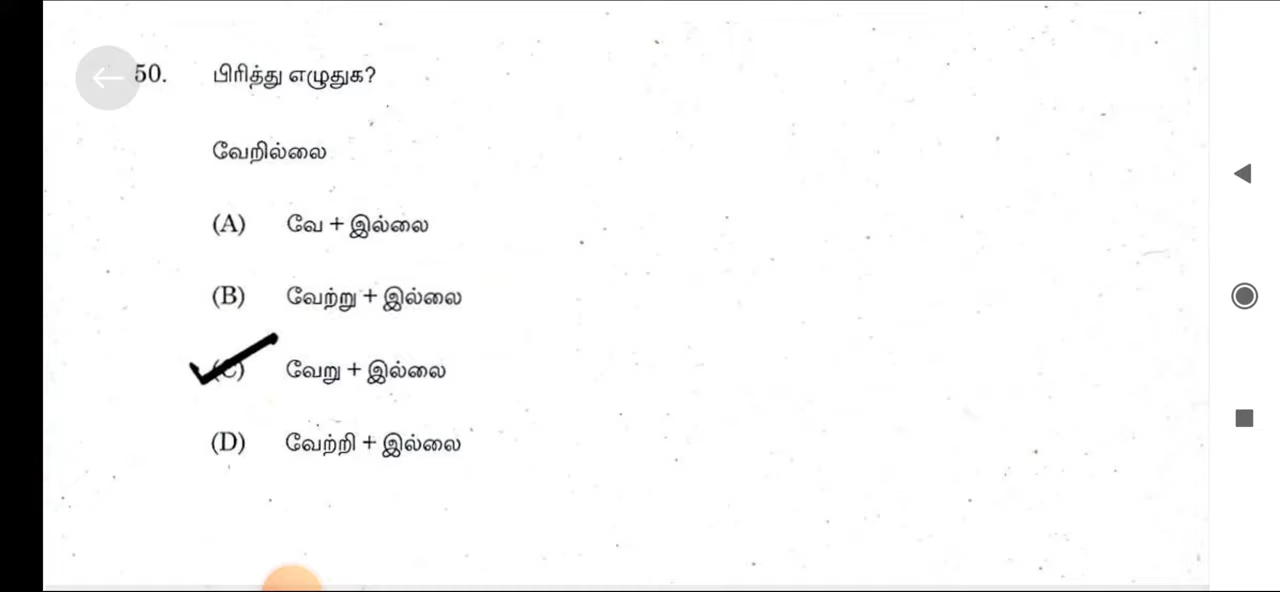 50. பிரித்து எழுதுக?
வேறில்லை
(A) வே + இல்லை
(B) வேற்று + இல்லை
(C) வேறு + இல்லை
(D) வேற்றி + இல்லை